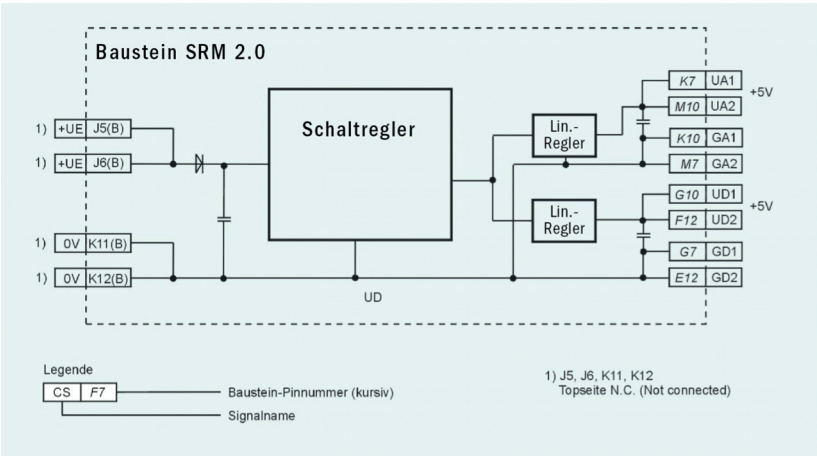 Baustein SRM 2.0
K7 UA1
+5V
M10 UA2
Schaltregler
Lin.-
Regler
1) +UE J5(B)
K10 GA1
1) +UE J6(B)
M7 GA2
G10 UD1
+5V
Lin.-
Regler
F12 UD2
1) 0V K11(B)
G7 GD1
1) 0V K12(B)
E12 GD2
UD
Legende
CS F7
Baustein-Pinnummer (kursiv)
Signalname
1) J5, J6, K11, K12
Topseite N.C. (Not connected)